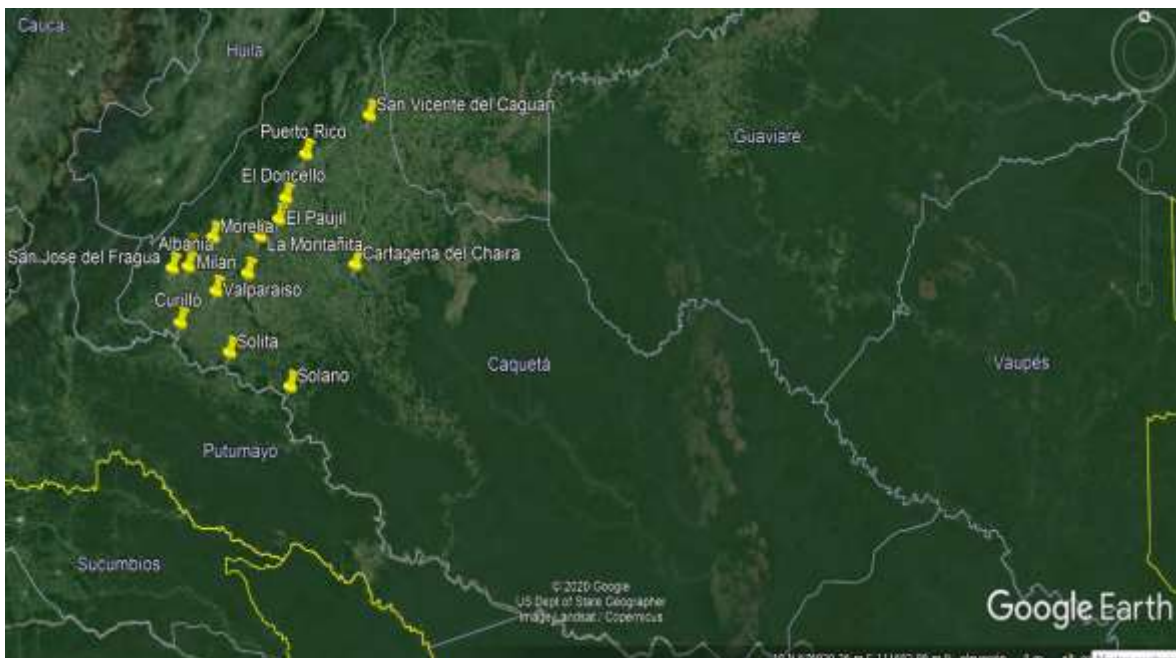 Cauca
Huila
San Vicente del Caguan
Puerto Rico
Guaviare
El Doncello
El Paujil
Morelia
La Montañita
Albania
San Jose del Fragua
Milan
Cartagena del Chaira
Valparaiso
Curillo
Solita
Caquetá
Vaupés
Solano
Putumayo
Sucumbios
© 2020 Google
US Dept of State Geographer
Image Landsat / Copernicus
Google Earth